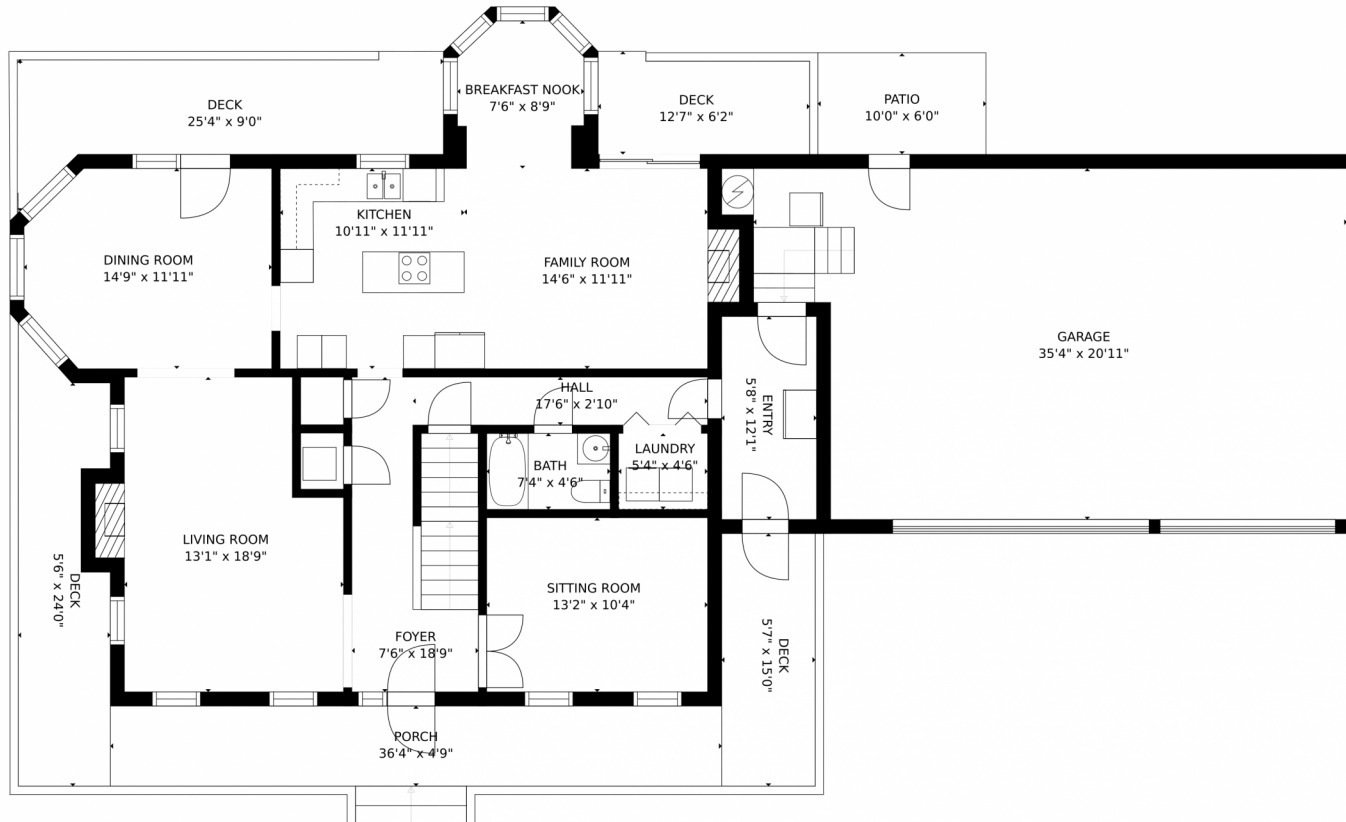 BREAKFAST NOOK
7'6" x 8'9"
DECK
25'4" x 9'0"
DECK
12'7" x 6'2"
PATIO
10'0" x 6'0"
KITCHEN
10'11" x 11'11"
DINING ROOM
14'9" x 11'11"
FAMILY ROOM
14'6" x 11'11"
GARAGE
35'4" x 20'11"
HALL
17'6" x 2'10"
ENTRY
5'8" x 12'1"
LAUNDRY
5'4" x 4'6"
BATH
7'4" x 4'6"
LIVING ROOM
13'1" x 18'9"
DECK
5'6" x 24'0"
SITTING ROOM
13'2" x 10'4"
FOYER
7'6" x 18'9"
DECK
5'7" x 15'0"
PORCH
36'4" x 4'9"